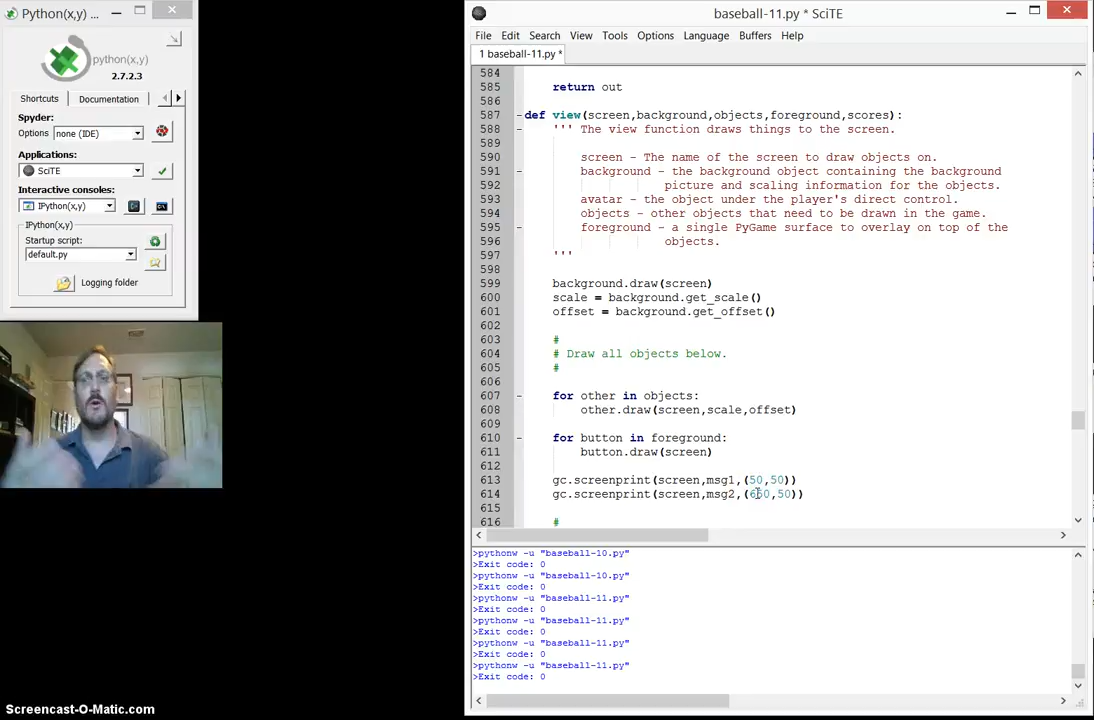 Python(x,y) ...
python(x,y)
2.7.2.3
Shortcuts Documentation
Spyder:
Options none (IDE)
Applications:
SciTE
Interactive consoles:
IPython(x,y)
IPython(x,y)
Startup script:
default.py
Logging folder
baseball-11.py * SciTE
File Edit Search View Tools Options Language Buffers Help
1 baseball-11.py *
584
585 return out
586
587 def view(screen,background,objects,foreground,scores):
588 ''' The view function draws things to the screen.
589
590 screen - The name of the screen to draw objects on.
591 background - the background object containing the background
592 picture and scaling information for the objects.
593 avatar - the object under the player's direct control.
594 objects - other objects that need to be drawn in the game.
595 foreground - a single PyGame surface to overlay on top of the
596 objects.
597 '''
598
599 background.draw(screen)
600 scale = background.get_scale()
601 offset = background.get_offset()
602
603 #
604 # Draw all objects below.
605 #
606
607 for other in objects:
608 other.draw(screen,scale,offset)
609
610 for button in foreground:
611 button.draw(screen)
612
613 gc.screenprint(screen,msg1,(50,50))
614 gc.screenprint(screen,msg2,(650,50))
615
616 #
>pythonw -u "baseball-10.py"
>Exit code: 0
>pythonw -u "baseball-10.py"
>Exit code: 0
>pythonw -u "baseball-11.py"
>Exit code: 0
>pythonw -u "baseball-11.py"
>Exit code: 0
>pythonw -u "baseball-11.py"
>Exit code: 0
>pythonw -u "baseball-11.py"
>Exit code: 0
Screencast-O-Matic.com